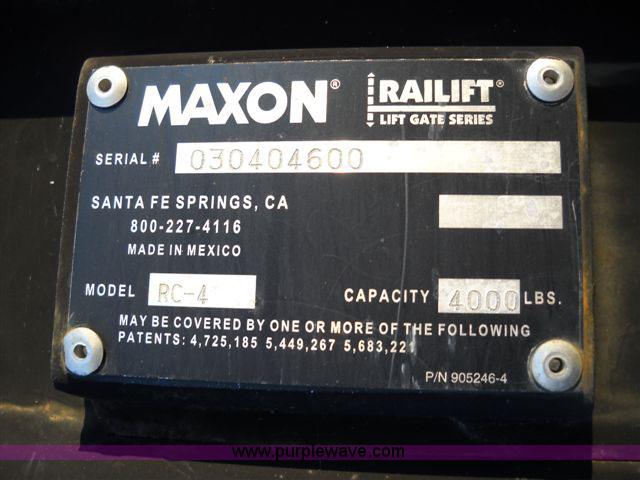 MAXON® RAILIFT®
LIFT GATE SERIES
SERIAL # 030404600
SANTA FE SPRINGS, CA
800-227-4116
MADE IN MEXICO
MODEL RC-4 CAPACITY 4000 LBS.
MAY BE COVERED BY ONE OR MORE OF THE FOLLOWING
PATENTS: 4,725,185 5,449,267 5,683,221
P/N 905246-4
www.purplewave.com